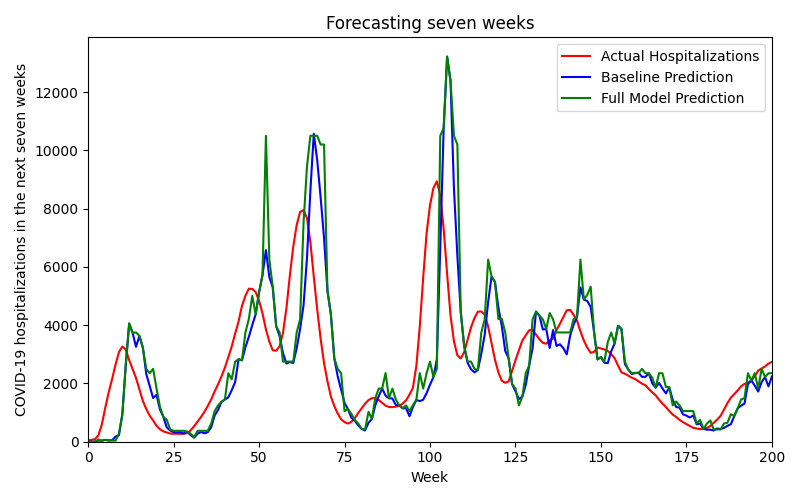 Forecasting seven weeks
COVID-19 hospitalizations in the next seven weeks
12000
10000
8000
6000
4000
2000
0
Actual Hospitalizations
Baseline Prediction
Full Model Prediction
0 25 50 75 100 125 150 175 200
Week